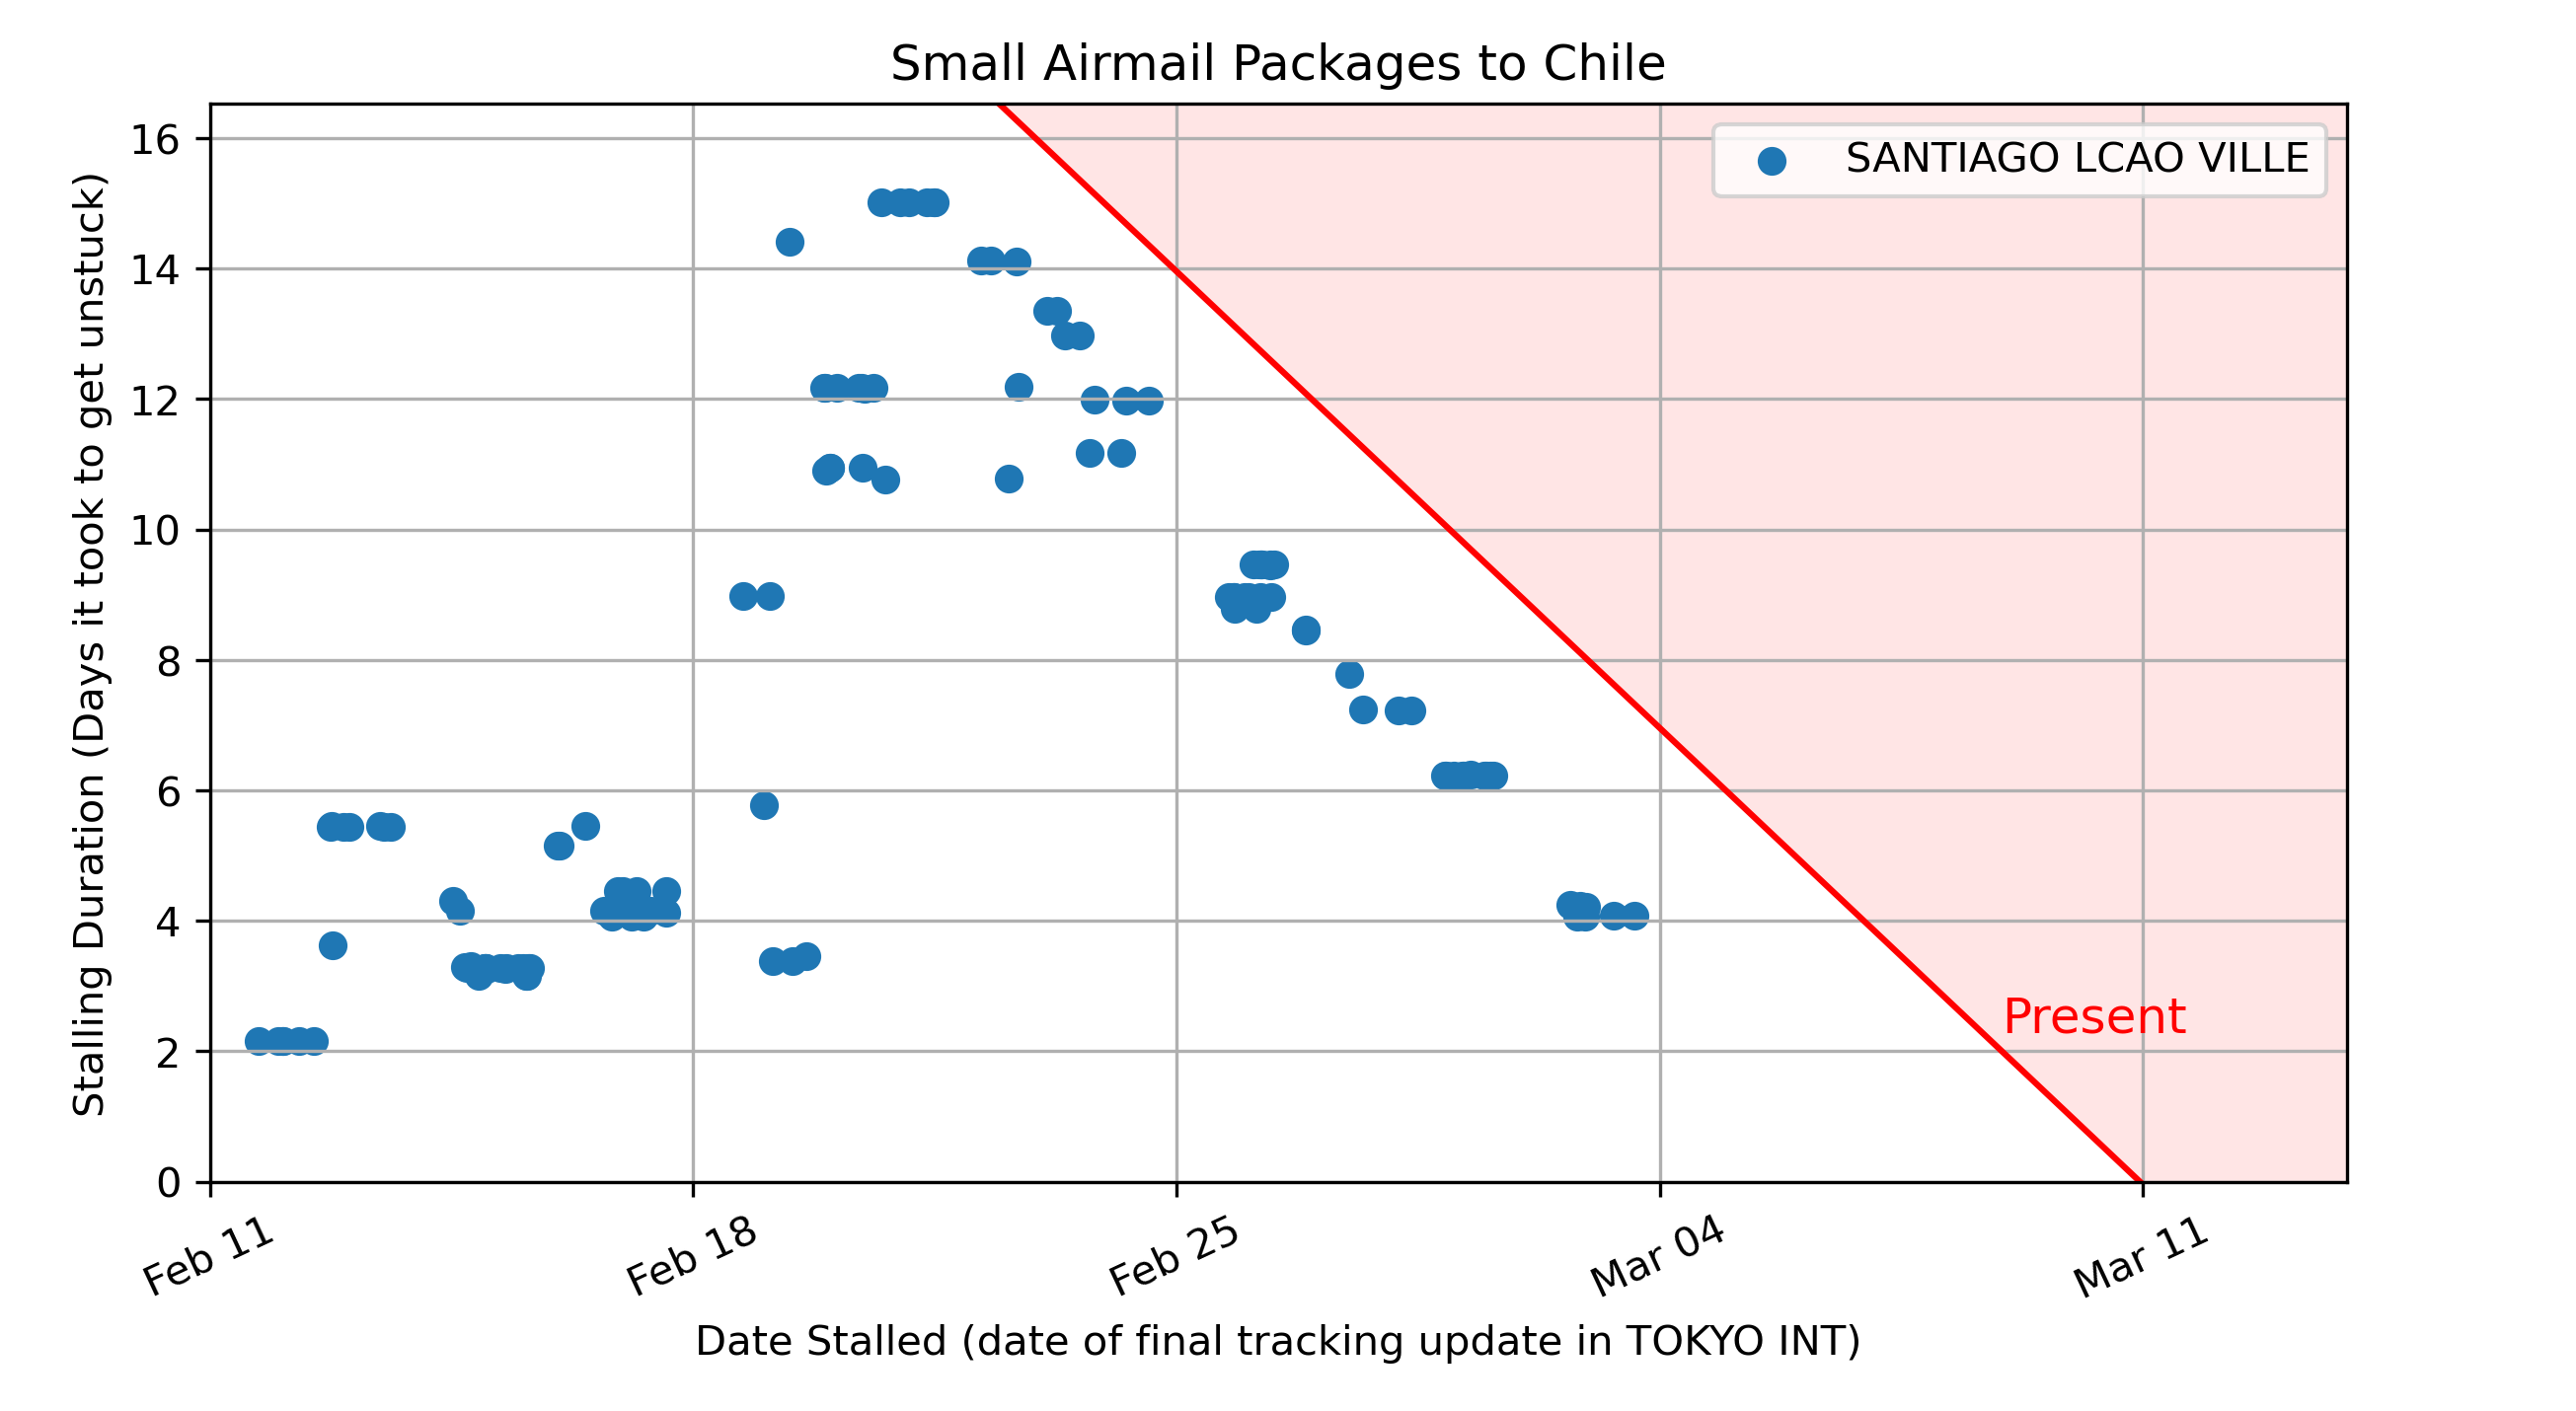 Small Airmail Packages to Chile
SANTIAGO LCAO VILLE
Stalling Duration (Days it took to get unstuck)
16
14
12
10
8
6
4
2
0
Present
Feb 11
Feb 18
Feb 25
Mar 04
Mar 11
Date Stalled (date of final tracking update in TOKYO INT)